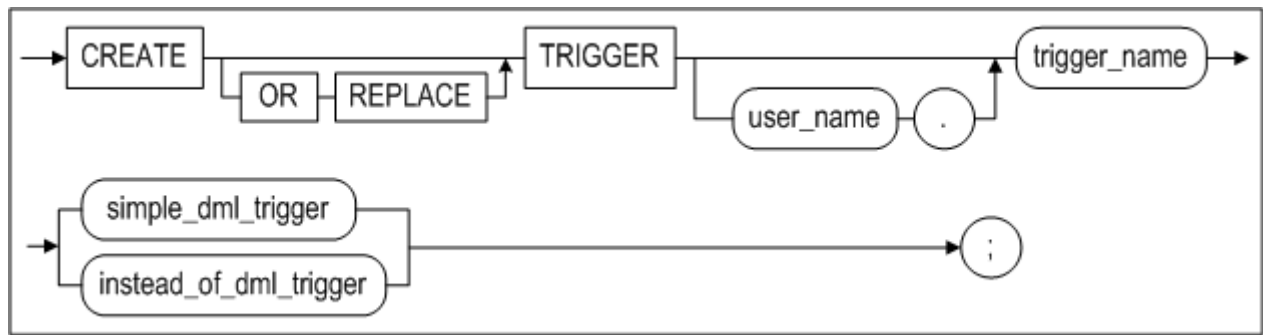 CREATE TRIGGER trigger_name
OR REPLACE user_name .
simple_dml_trigger
;
instead_of_dml_trigger